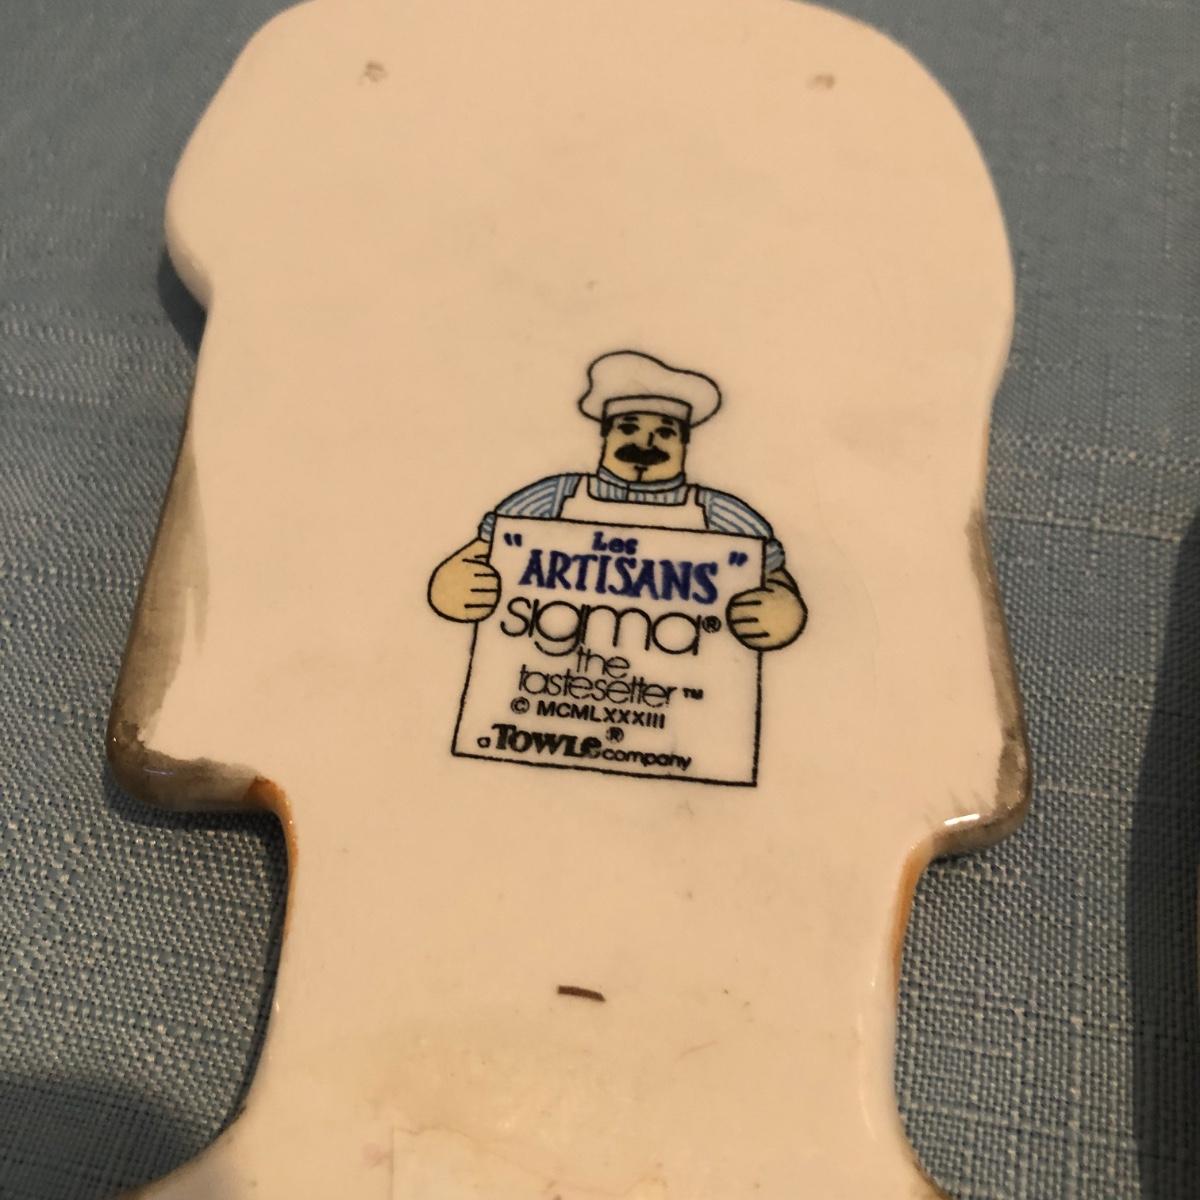 Les
"ARTISANS"
sigma®
the
tastesetter™
© MCMLXXXIII
a TOWLE® company